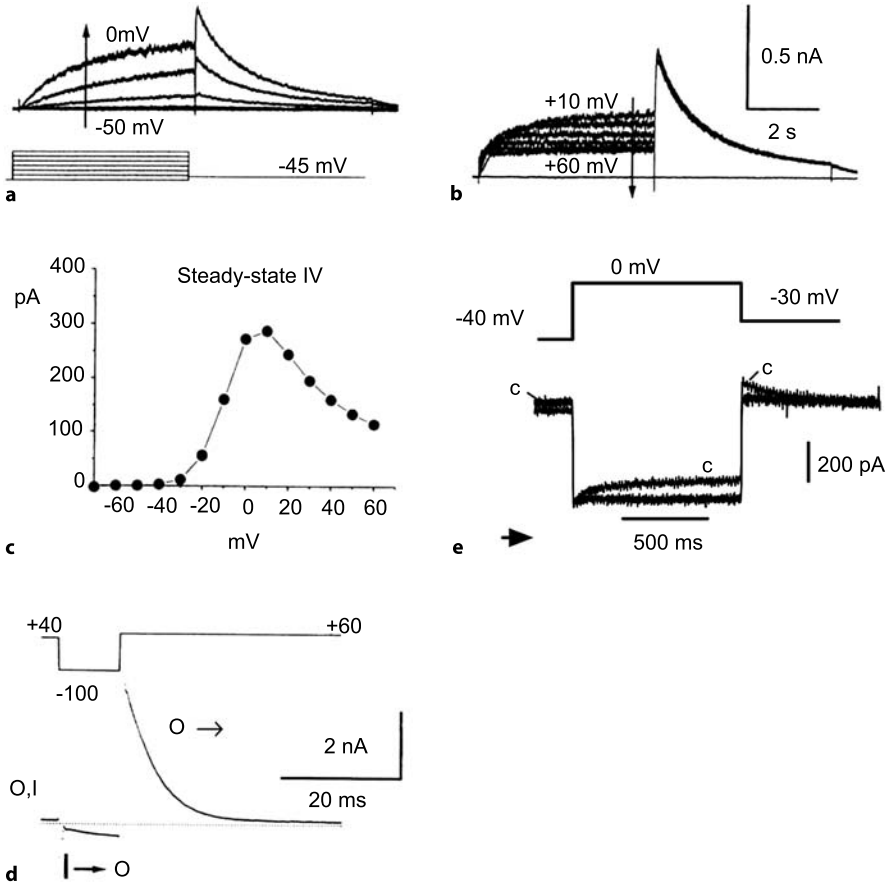 0mV
-50 mV
-45 mV
a
+10 mV
+60 mV
0.5 nA
2 s
b
Steady-state IV
pA
400
300
200
100
0
-60 -40 -20 0 20 40 60
mV
c
0 mV
-40 mV
-30 mV
c
c
200 pA
500 ms
e
+40
+60
-100
O →
2 nA
20 ms
O,I
I → O
d